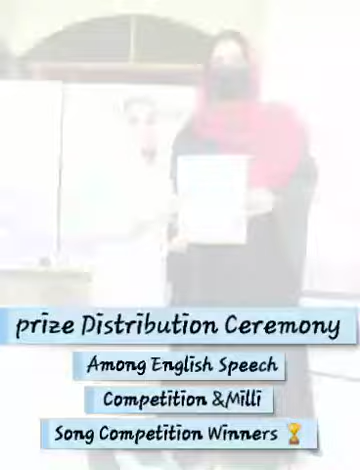 prize Distribution Ceremony
Among English Speech
Competition &Milli
Song Competition Winners 🏆